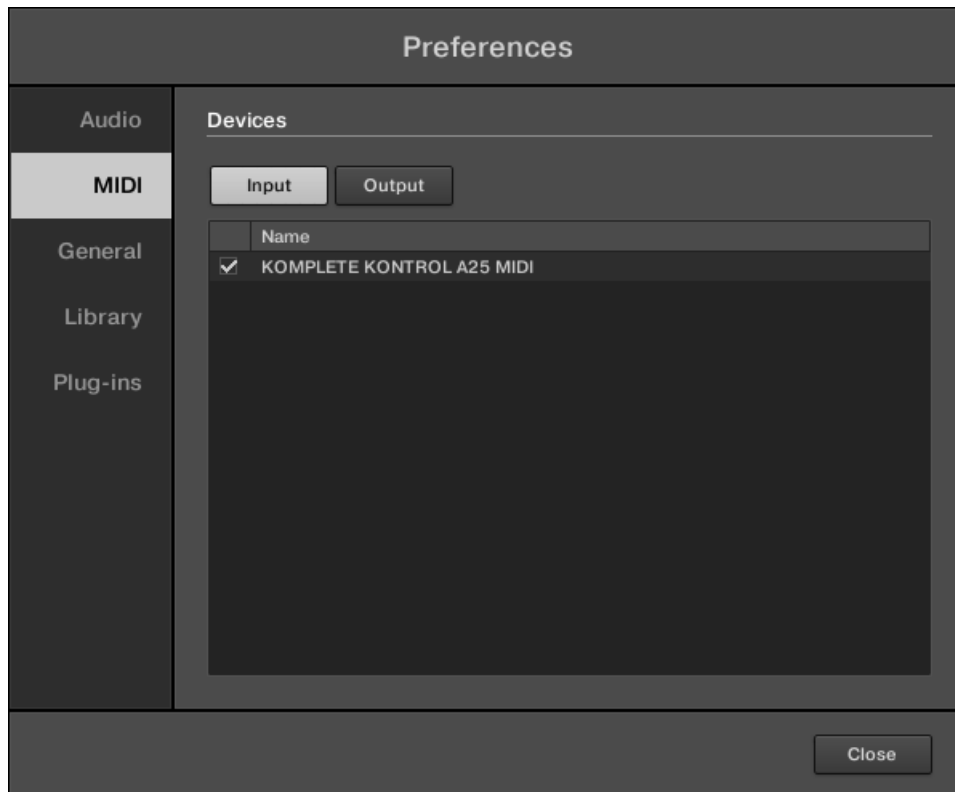 Preferences
Audio
MIDI
General
Library
Plug-ins
Devices
Input Output
Name
KOMPLETE KONTROL A25 MIDI
Close